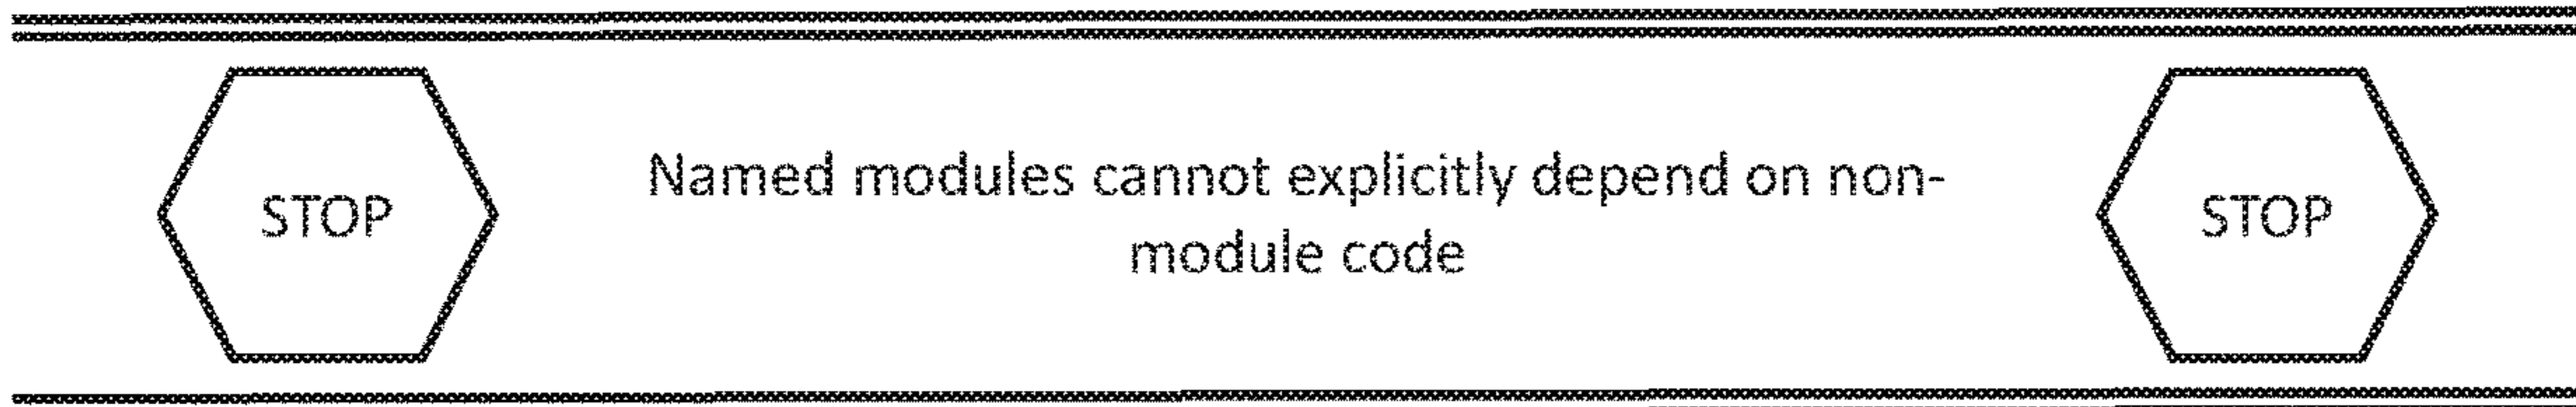 STOP
Named modules cannot explicitly depend on non-
module code
STOP